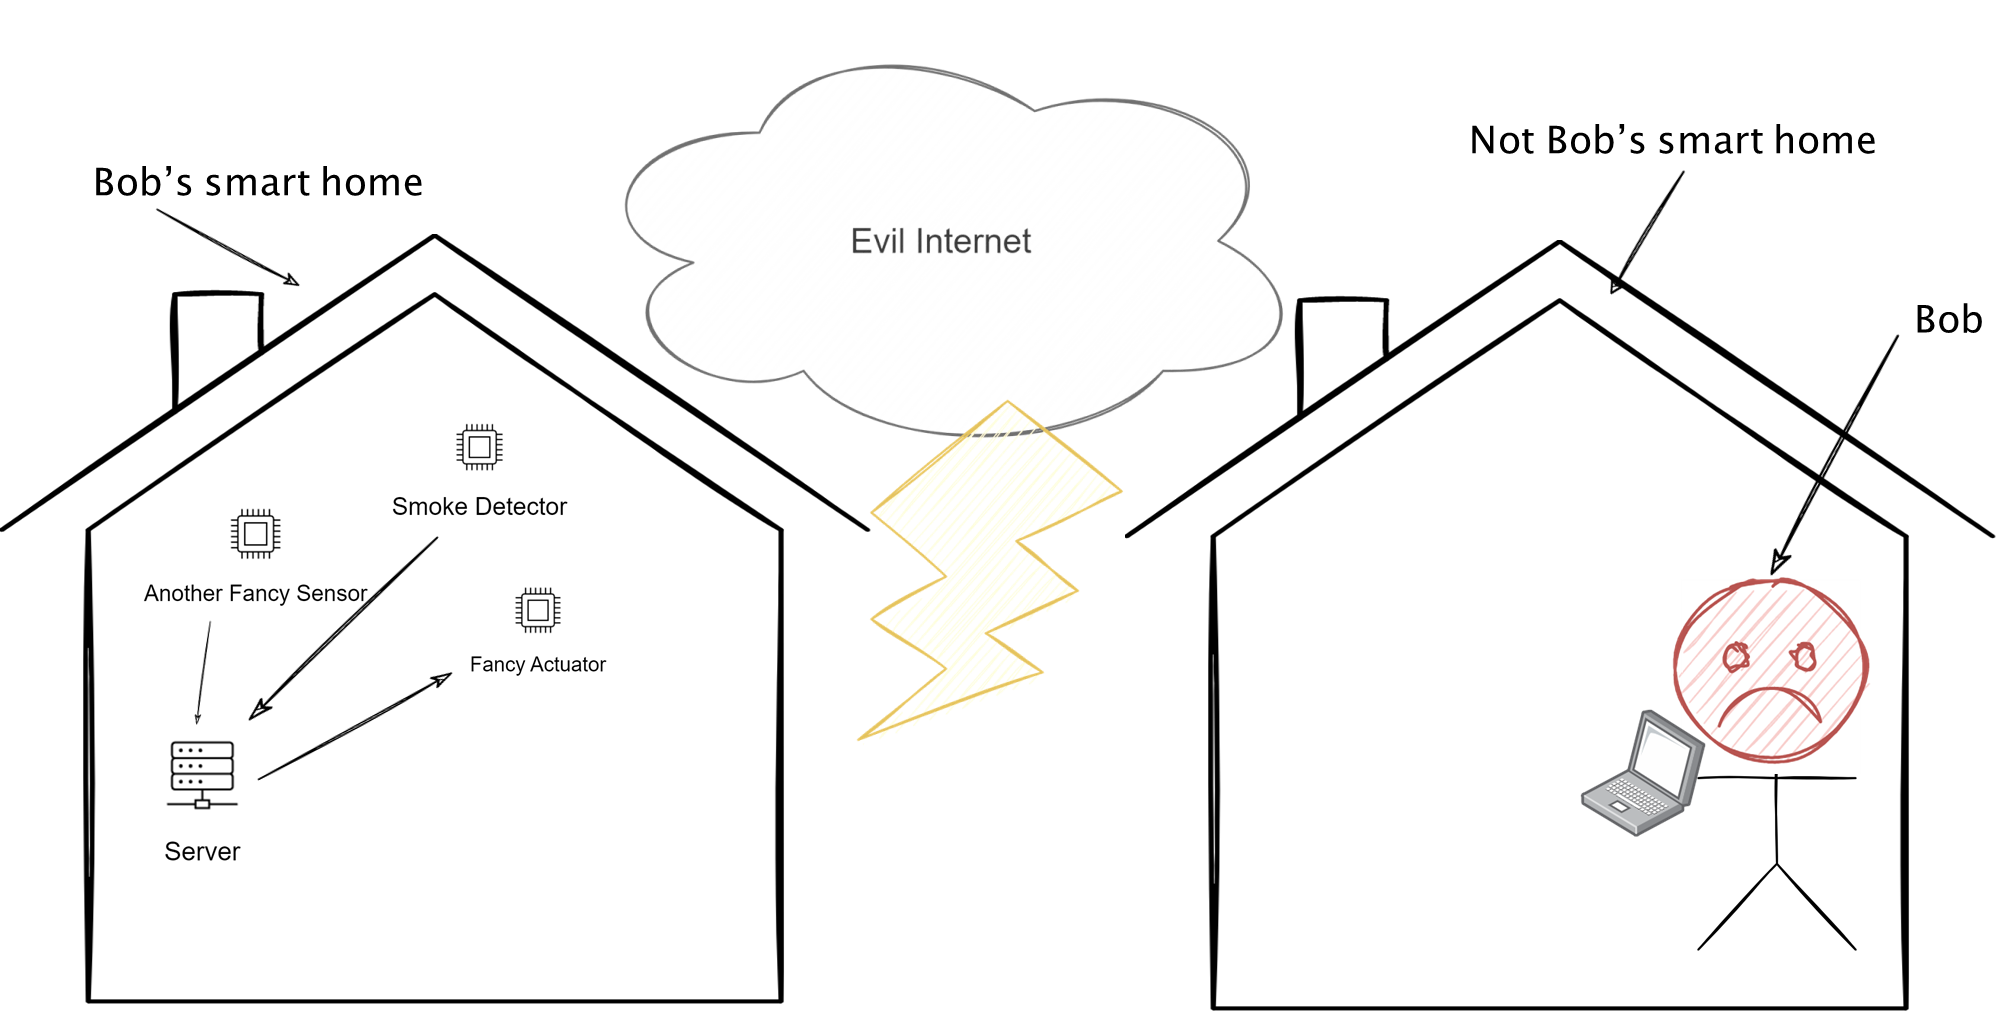 Bob’s smart home
Evil Internet
Not Bob’s smart home
Bob
Smoke Detector
Another Fancy Sensor
Fancy Actuator
Server